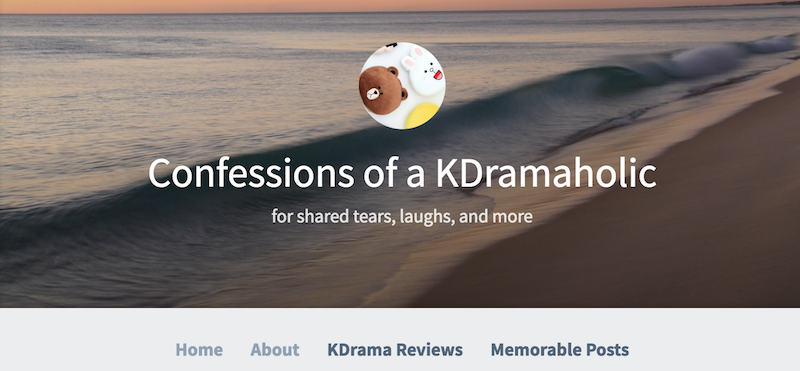 Confessions of a KDramaholic
for shared tears, laughs, and more
Home About KDrama Reviews Memorable Posts